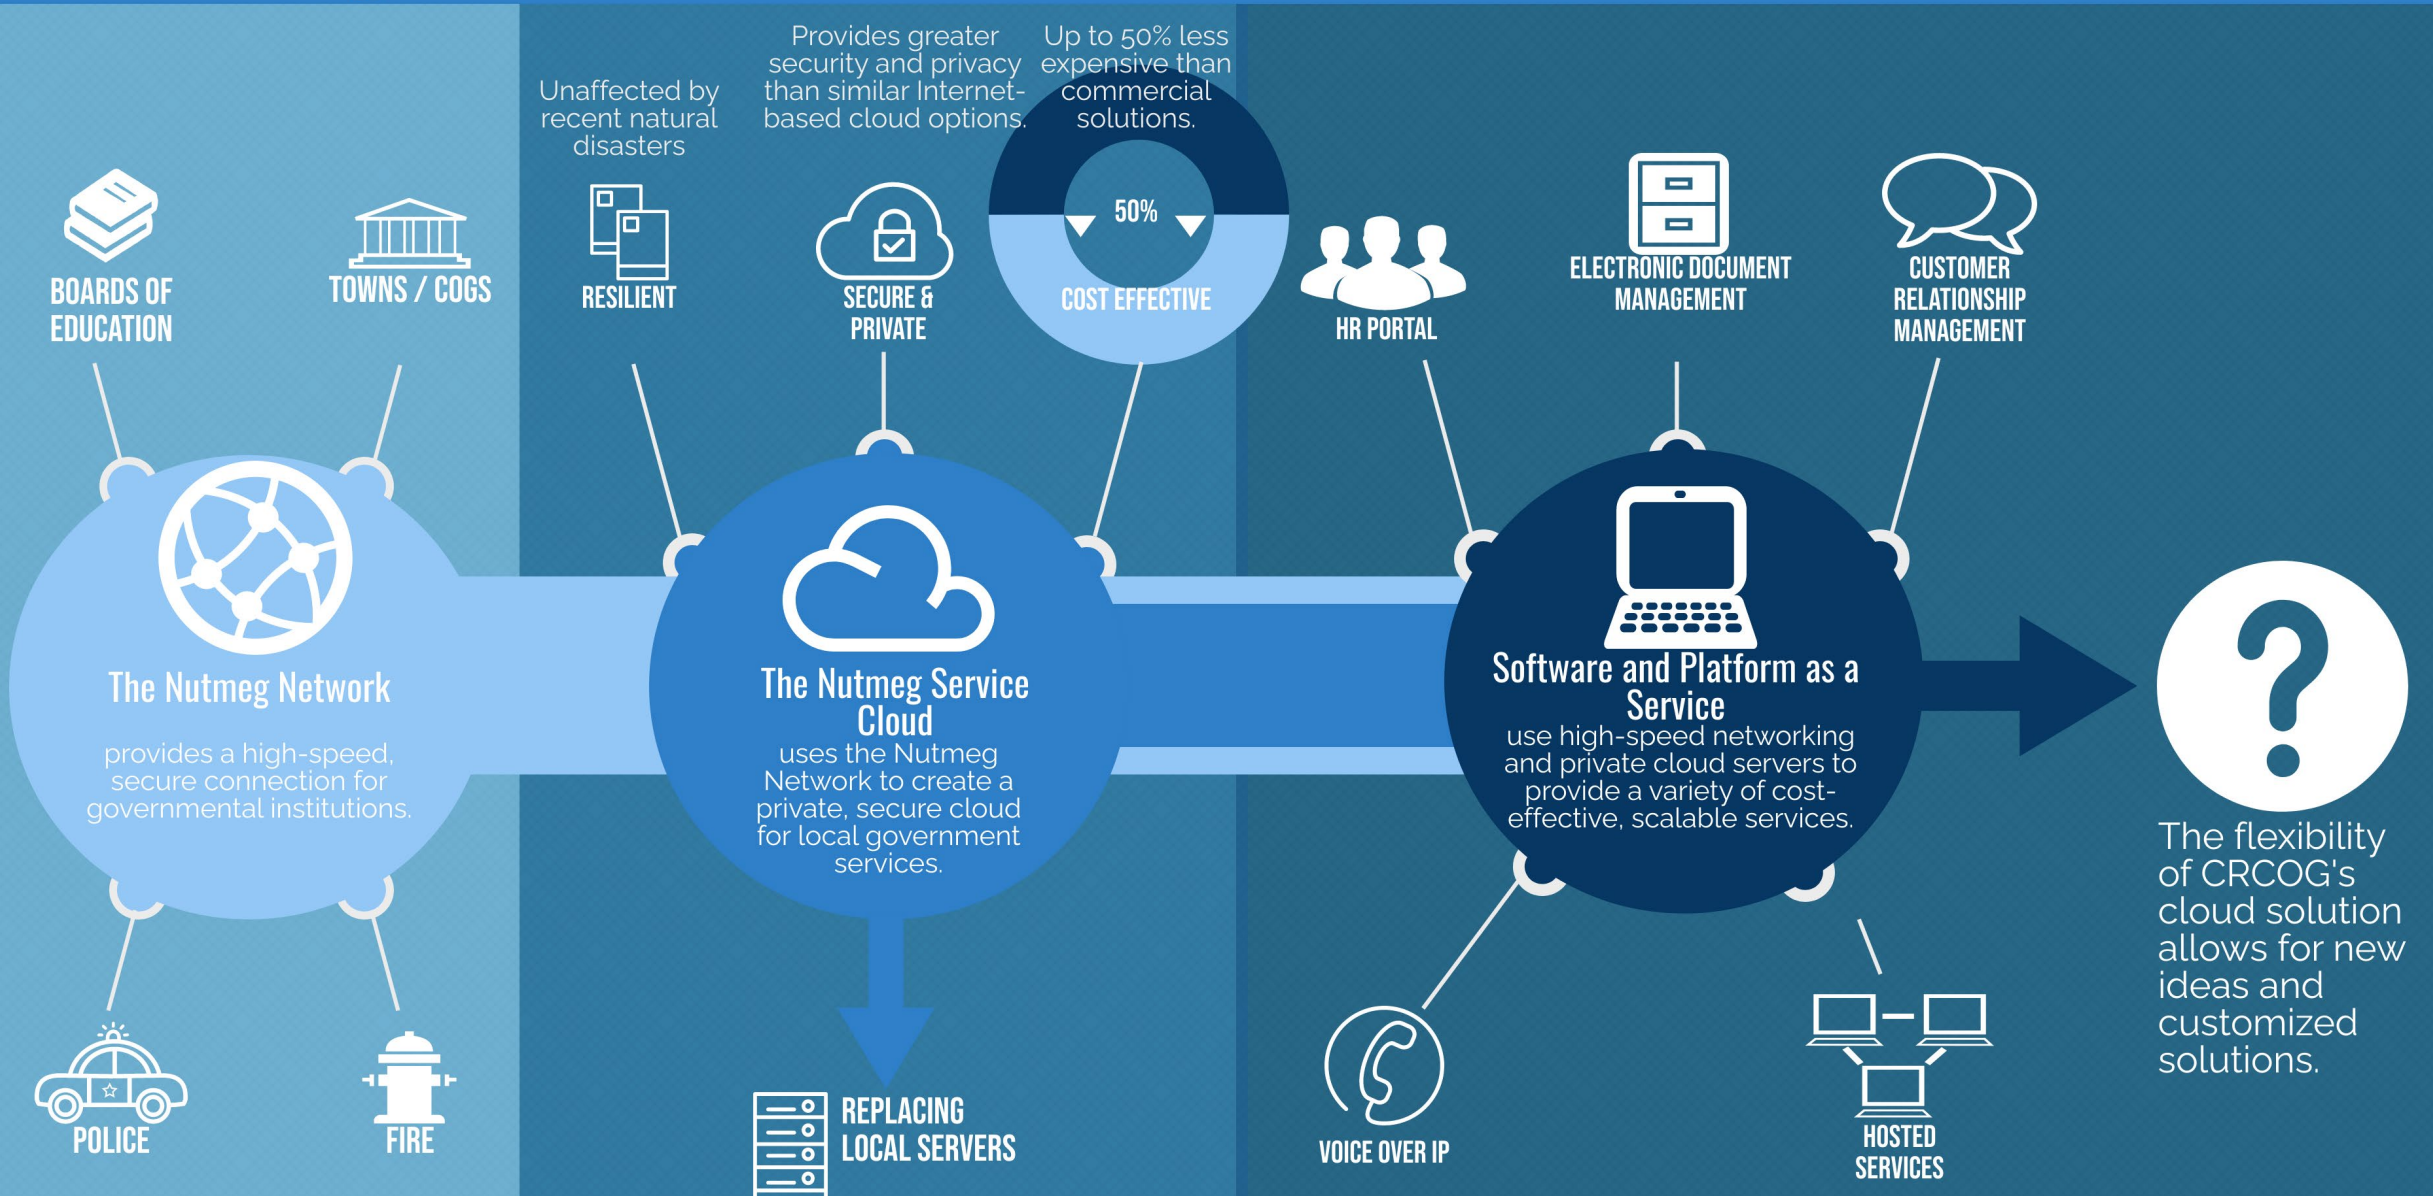 BOARDS OF
EDUCATION
TOWNS / COGS
The Nutmeg Network
provides a high-speed,
secure connection for
governmental institutions.
POLICE
FIRE
Unaffected by
recent natural
disasters
RESILIENT
Provides greater
security and privacy
than similar Internet-
based cloud options.
SECURE &
PRIVATE
Up to 50% less
expensive than
commercial
solutions.
50%
COST EFFECTIVE
The Nutmeg Service
Cloud
uses the Nutmeg
Network to create a
private, secure cloud
for local government
services.
REPLACING
LOCAL SERVERS
HR PORTAL
ELECTRONIC DOCUMENT
MANAGEMENT
CUSTOMER
RELATIONSHIP
MANAGEMENT
Software and Platform as a
Service
use high-speed networking
and private cloud servers to
provide a variety of cost-
effective, scalable services.
VOICE OVER IP
HOSTED
SERVICES
?
The flexibility
of CRCOG's
cloud solution
allows for new
ideas and
customized
solutions.